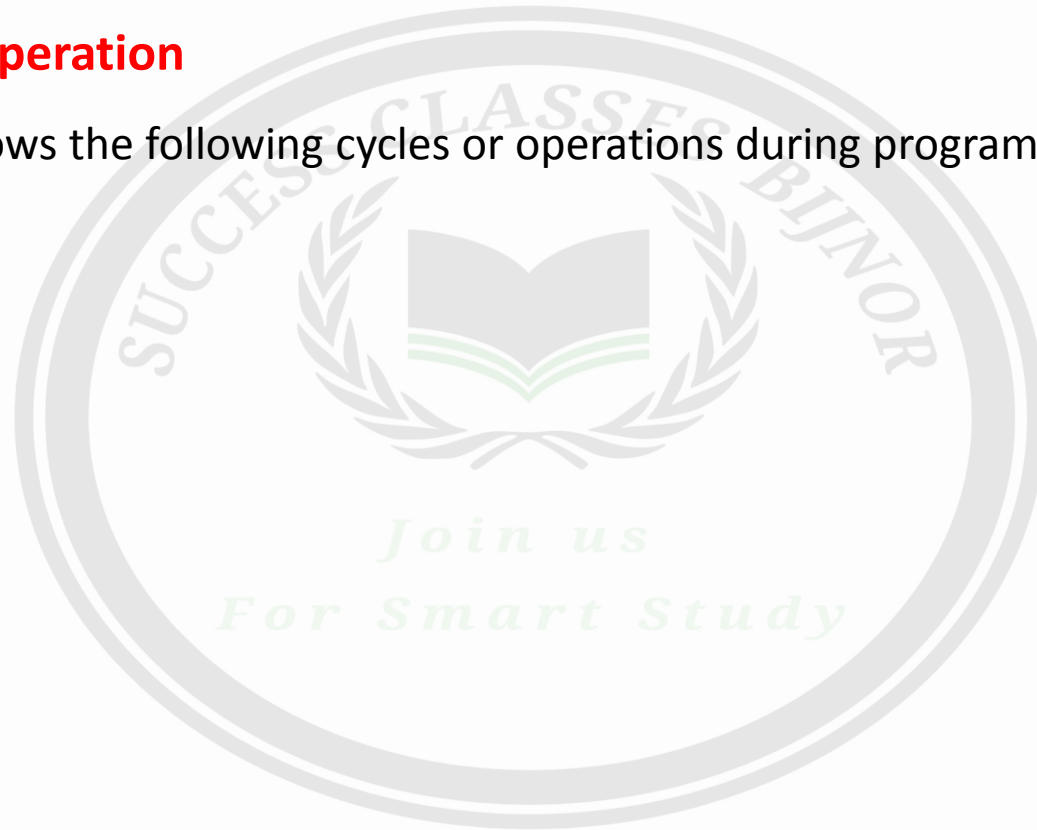 peration
ows the following cycles or operations during program
SUCCESS CLASSES BIJNOR
Join us
For Smart Study